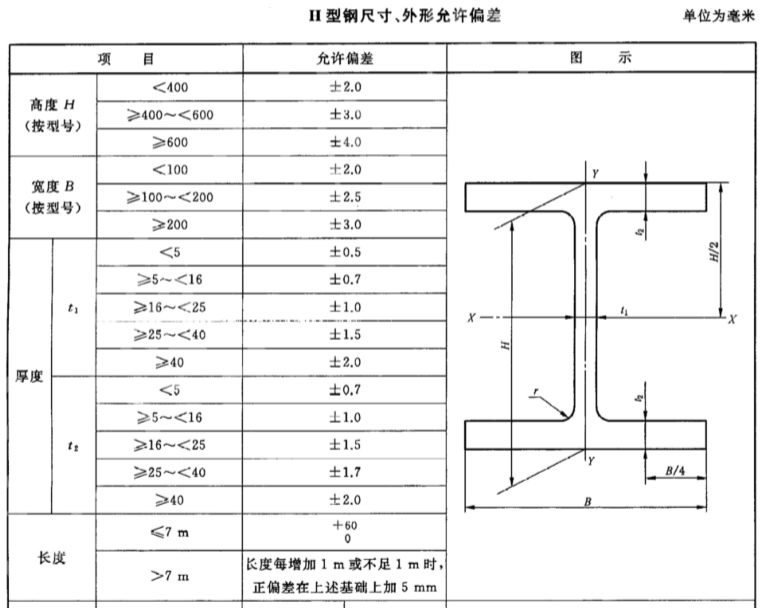 H型钢尺寸、外形允许偏差
单位为毫米
项 目
允许偏差
图 示
高度 H
(按型号)
<400
±2.0
≥400～<600
±3.0
≥600
±4.0
宽度 B
(按型号)
<100
±2.0
≥100～<200
±2.5
≥200
±3.0
厚度
t₁
<5
±0.5
≥5～<16
±0.7
≥16～<25
±1.0
≥25～<40
±1.5
≥40
±2.0
t₂
<5
±0.7
≥5～<16
±1.0
≥16～<25
±1.5
≥25～<40
±1.7
≥40
±2.0
长度
≤7 m
+60
0
>7 m
长度每增加 1 m 或不足 1 m 时,
正偏差在上述基础上加 5 mm
Y
t₂
H/2
X
t₁
X
H
r
t₂
Y
B/4
B